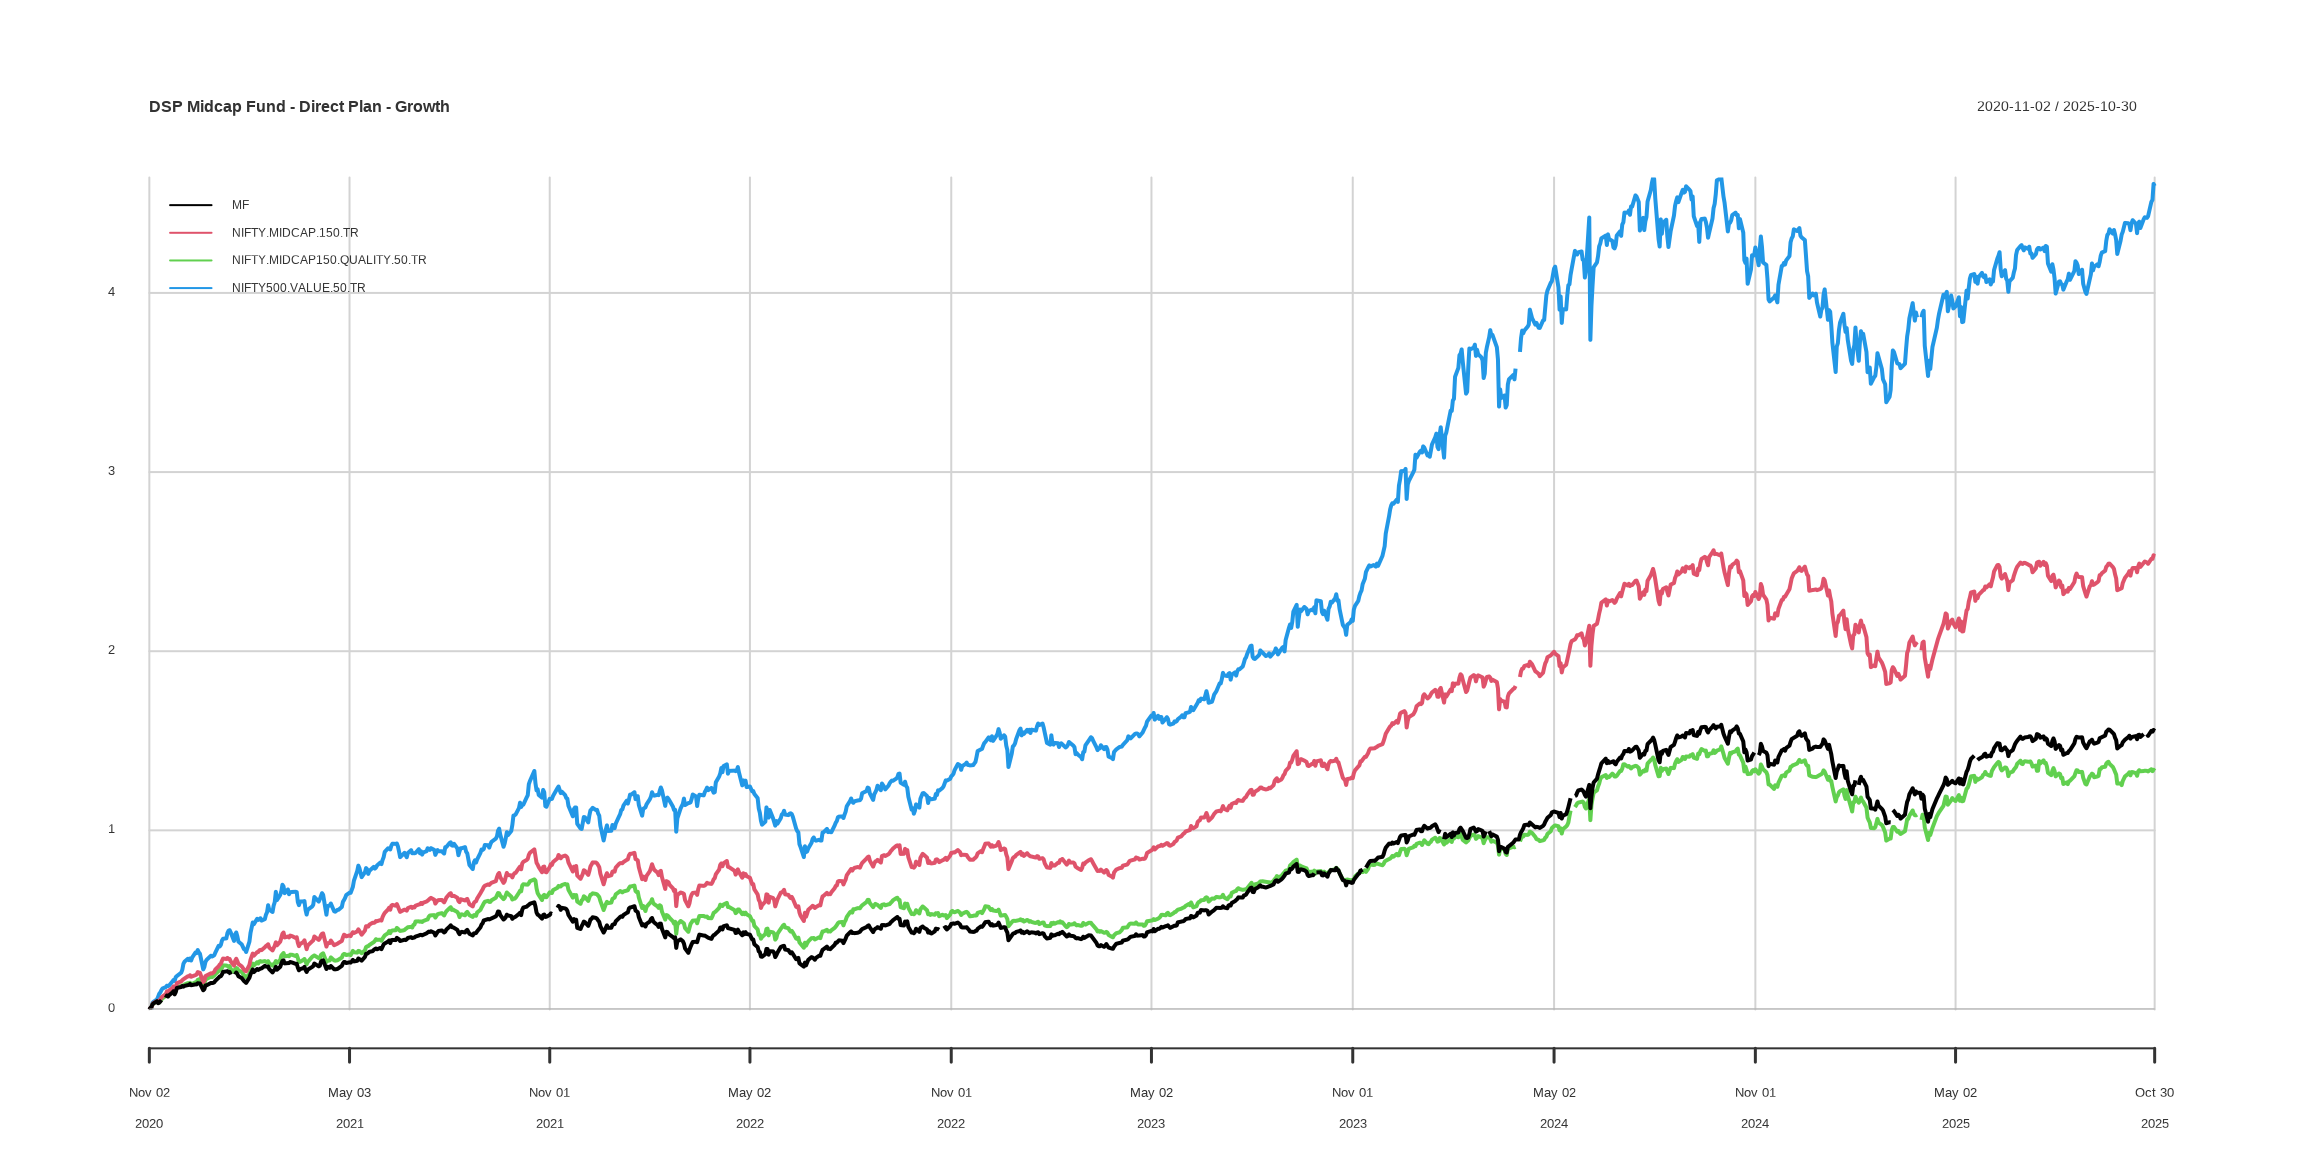 DSP Midcap Fund - Direct Plan - Growth
2020-11-02 / 2025-10-30
MF
NIFTY.MIDCAP.150.TR
NIFTY.MIDCAP150.QUALITY.50.TR
NIFTY500.VALUE.50.TR
4
3
2
1
0
Nov 02 May 03 Nov 01 May 02 Nov 01 May 02 Nov 01 May 02 Nov 01 May 02 Oct 30
2020 2021 2021 2022 2022 2023 2023 2024 2024 2025 2025